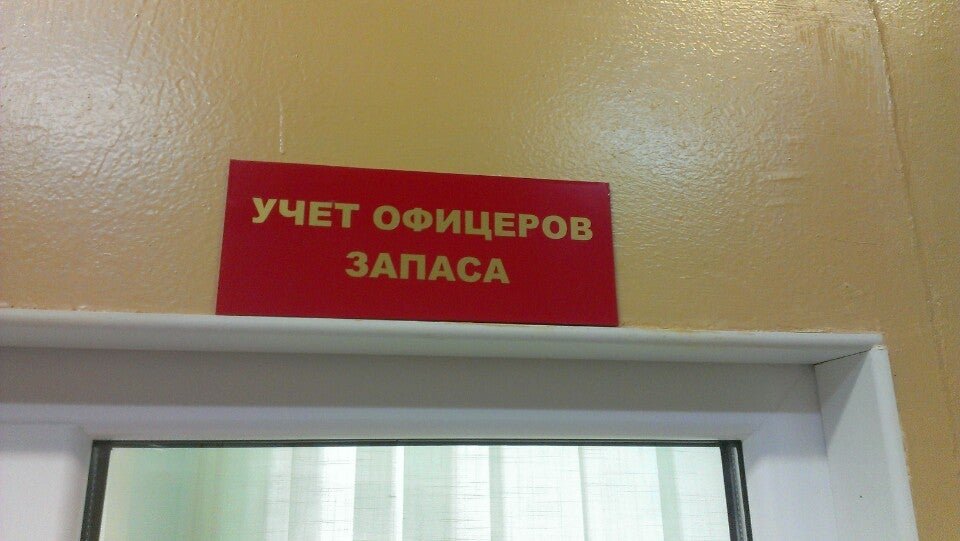 УЧЕТ ОФИЦЕРОВ
ЗАПАСА